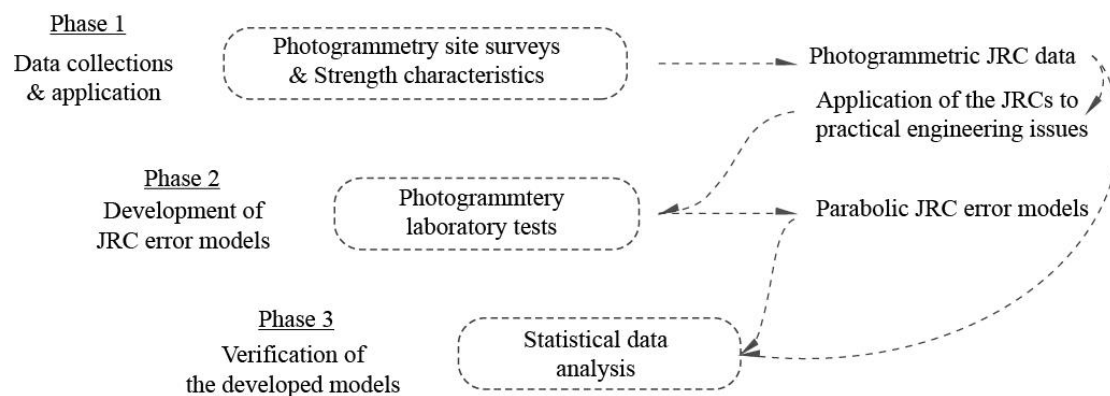 Phase 1
Data collections
& application
Photogrammetry site surveys
& Strength characteristics
Photogrammetric JRC data
Application of the JRCs to
practical engineering issues
Phase 2
Development of
JRC error models
Photogrammtery
laboratory tests
Parabolic JRC error models
Phase 3
Verification of
the developed models
Statistical data
analysis